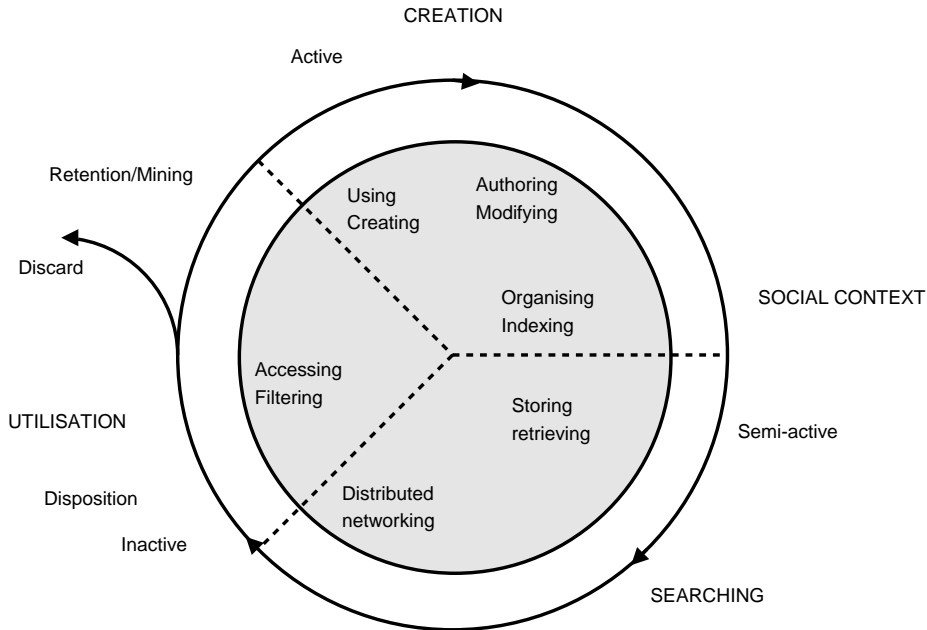 CREATION
Active
Retention/Mining
Using
Creating
Authoring
Modifying
Discard
Organising
Indexing
SOCIAL CONTEXT
Accessing
Filtering
Storing
retrieving
UTILISATION
Semi-active
Disposition
Distributed
networking
Inactive
SEARCHING